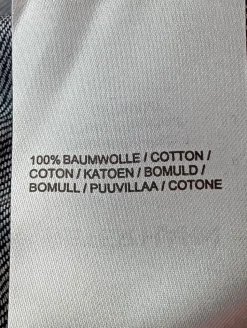 100% BAUMWOLLE / COTTON /
COTON / KATOEN / BOMULD /
BOMULL / PUUVILLAA / COTONE